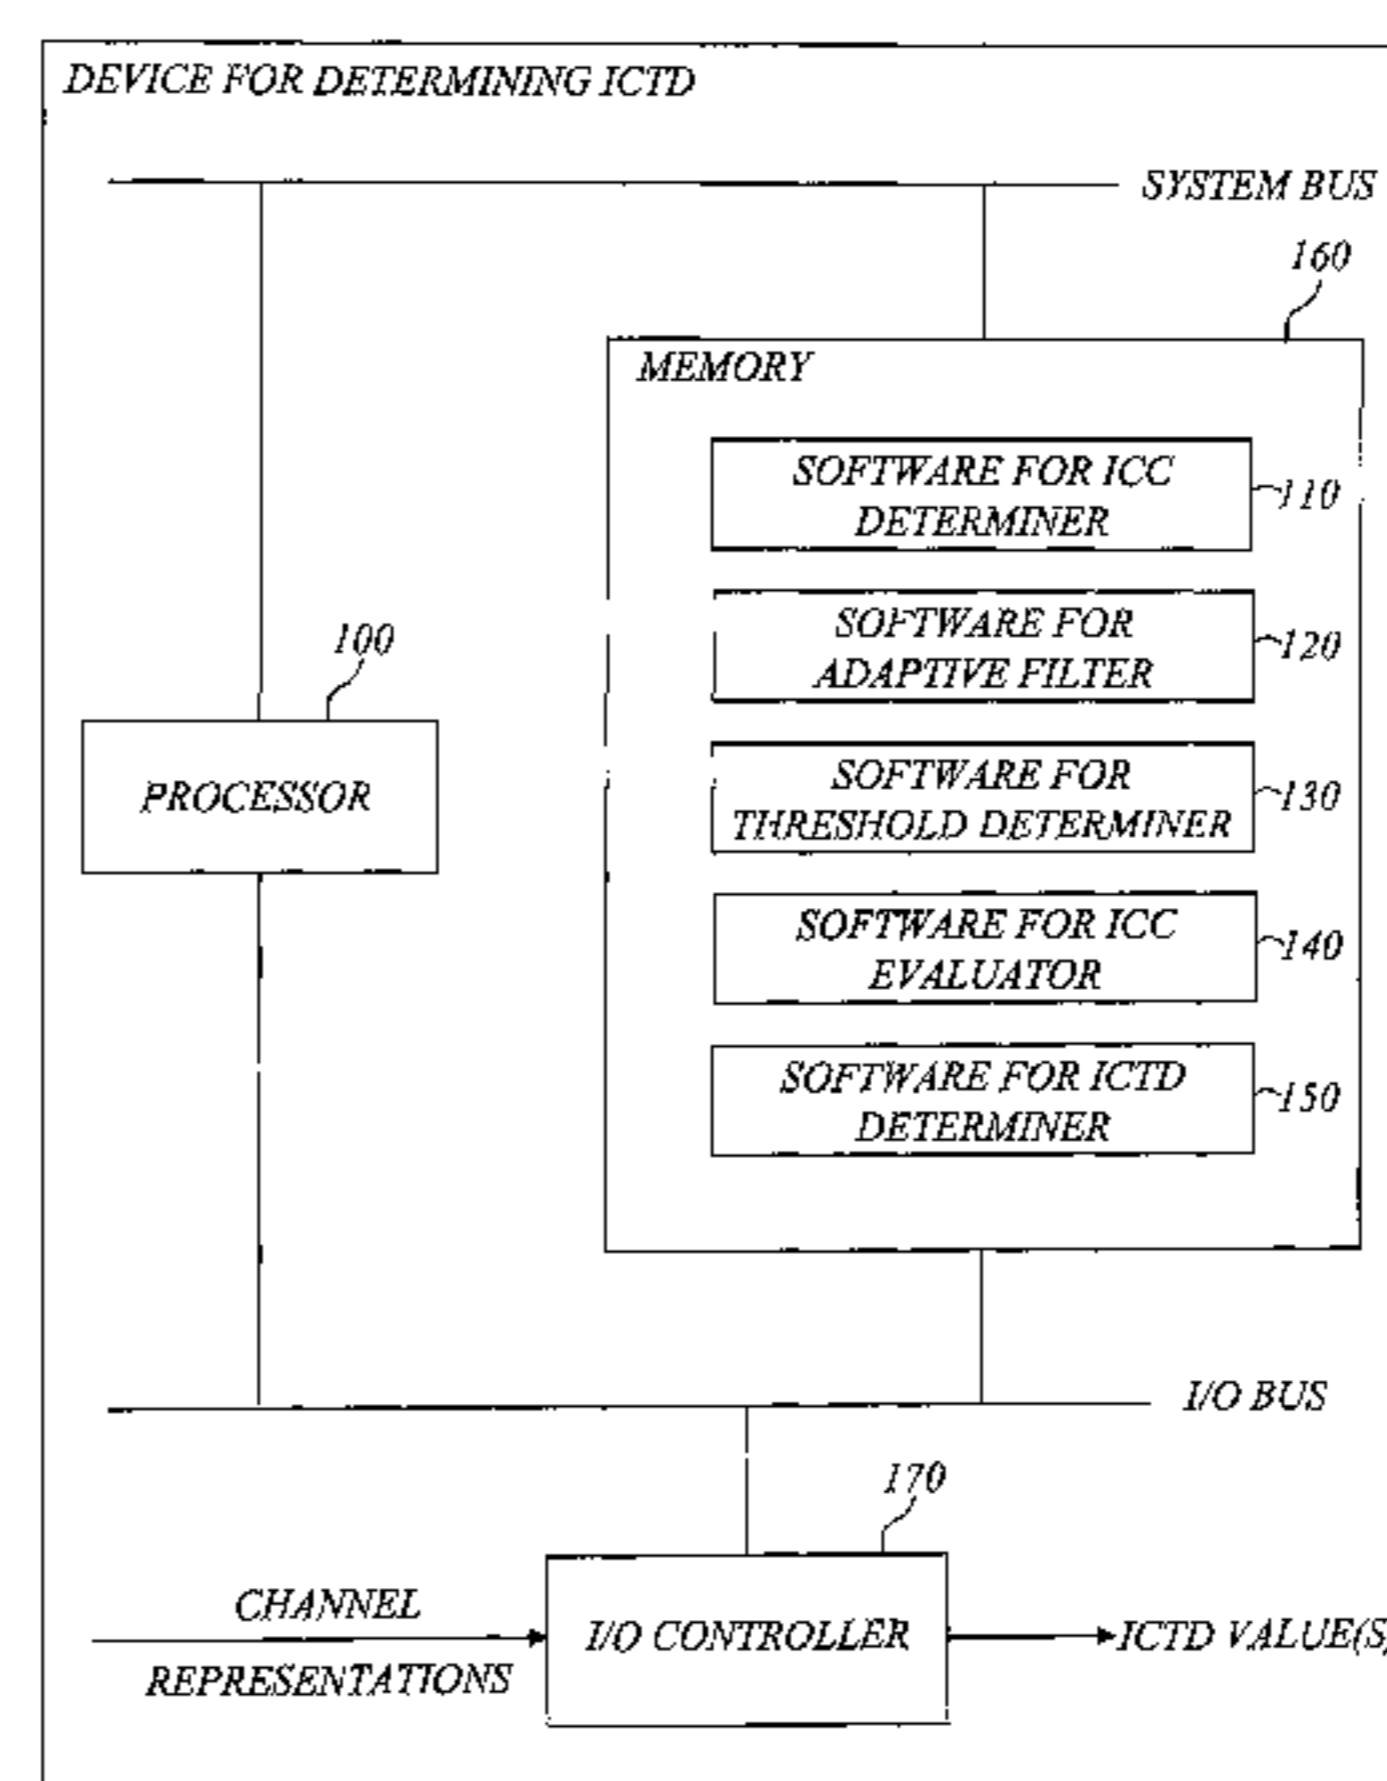 DEVICE FOR DETERMINING ICTD
SYSTEM BUS
160
MEMORY
SOFTWARE FOR ICC
DETERMINER
110
SOFTWARE FOR
ADAPTIVE FILTER
120
100
PROCESSOR
SOFTWARE FOR
THRESHOLD DETERMINER
130
SOFTWARE FOR ICC
EVALUATOR
140
SOFTWARE FOR ICTD
DETERMINER
150
I/O BUS
170
CHANNEL
REPRESENTATIONS
I/O CONTROLLER
ICTD VALUE(S)